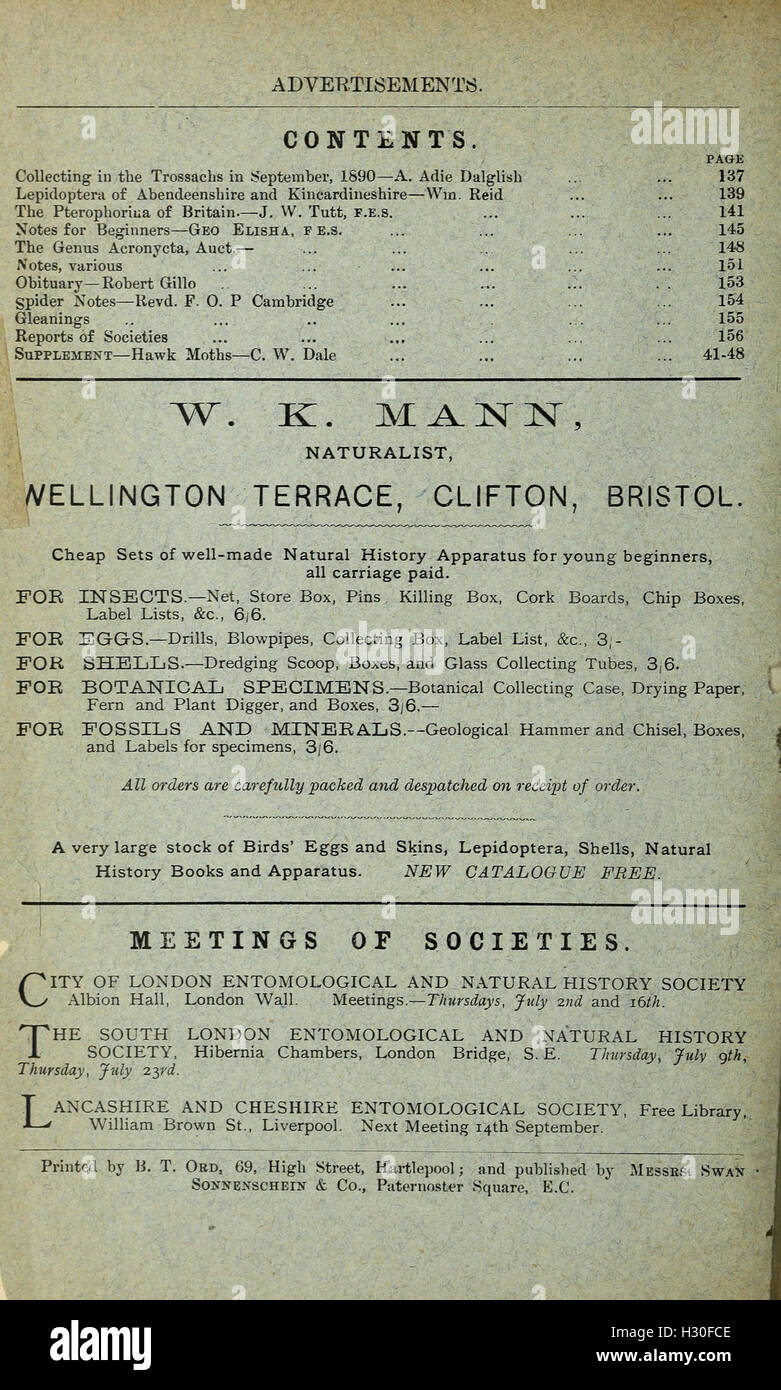 ADVERTISEMENTS.
CONTENTS.
PAGE
Collecting in the Trossachs in September, 1890—A. Adie Dalglish ... ... 137
Lepidoptera of Abendeenshire and Kincardineshire—Wm. Reid ... ... 139
The Pterophorina of Britain.—J. W. Tutt, F.E.S. ... ... ... 141
Notes for Beginners—GEO ELISHA, F E.S. ... ... ... ... 145
The Genus Acronycta, Auct.— ... ... ... ... ... 148
Notes, various ... ... ... ... ... ... 151
Obituary—Robert Gillo . ... ... ... ... . . 153
Spider Notes—Revd. F. O. P Cambridge ... ... ... ... 154
Gleanings .. ... .. ... . ... ... 155
Reports of Societies ... ... ... ... ... ... 156
SUPPLEMENT—Hawk Moths—C. W. Dale ... ... ... ... 41-48
W. K. MANN,
NATURALIST,
WELLINGTON TERRACE, CLIFTON, BRISTOL.
Cheap Sets of well-made Natural History Apparatus for young beginners,
all carriage paid.
FOR INSECTS.—Net, Store Box, Pins Killing Box, Cork Boards, Chip Boxes,
Label Lists, &c., 6/6.
FOR EGGS.—Drills, Blowpipes, Collecting Box, Label List, &c., 3/-
FOR SHELLS.—Dredging Scoop, Boxes, and Glass Collecting Tubes, 3/6.
FOR BOTANICAL SPECIMENS.—Botanical Collecting Case, Drying Paper,
Fern and Plant Digger, and Boxes, 3/6.—
FOR FOSSILS AND MINERALS.--Geological Hammer and Chisel, Boxes,
and Labels for specimens, 3/6.
All orders are carefully packed and despatched on receipt of order.
A very large stock of Birds' Eggs and Skins, Lepidoptera, Shells, Natural
History Books and Apparatus. NEW CATALOGUE FREE.
MEETINGS OF SOCIETIES.
CITY OF LONDON ENTOMOLOGICAL AND NATURAL HISTORY SOCIETY
Albion Hall, London Wall. Meetings.—Thursdays, July 2nd and 16th.
THE SOUTH LONDON ENTOMOLOGICAL AND NATURAL HISTORY
SOCIETY, Hibernia Chambers, London Bridge, S.E. Thursday, July 9th,
Thursday, July 23rd.
LANCASHIRE AND CHESHIRE ENTOMOLOGICAL SOCIETY, Free Library,
William Brown St., Liverpool. Next Meeting 14th September.
Printed by B. T. ORD, 69, High Street, Hartlepool; and published by MESSRS. SWAN
SONNENSCHEIN & Co., Paternoster Square, E.C.
alamy
alamy
alamy
alamy
alamy
Image ID: H30FCE
www.alamy.com